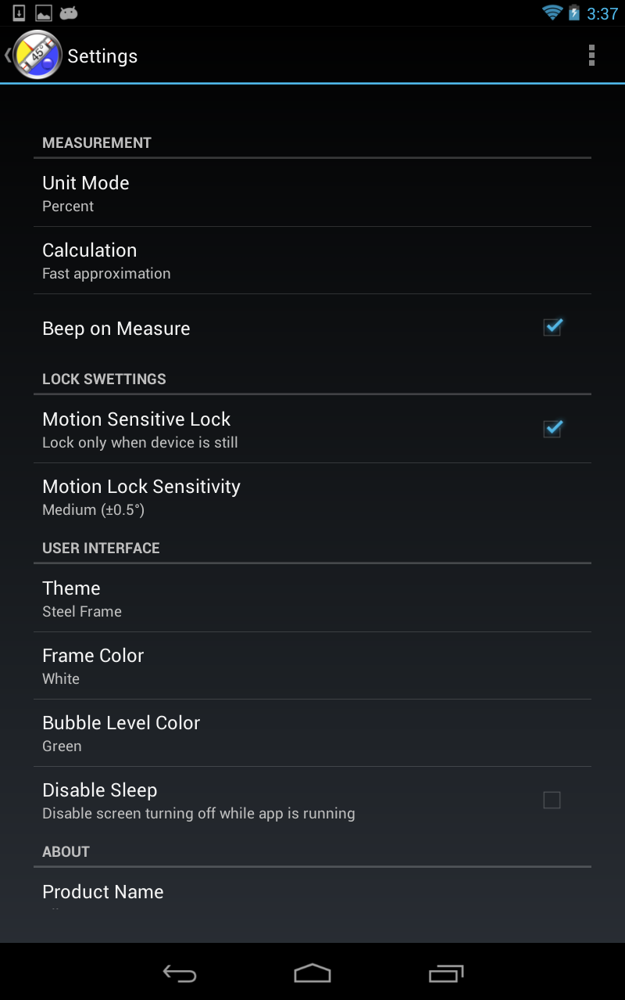 3:37
45°
Settings
MEASUREMENT
Unit Mode
Percent
Calculation
Fast approximation
Beep on Measure
LOCK SWETTINGS
Motion Sensitive Lock
Lock only when device is still
Motion Lock Sensitivity
Medium (±0.5°)
USER INTERFACE
Theme
Steel Frame
Frame Color
White
Bubble Level Color
Green
Disable Sleep
Disable screen turning off while app is running
ABOUT
Product Name